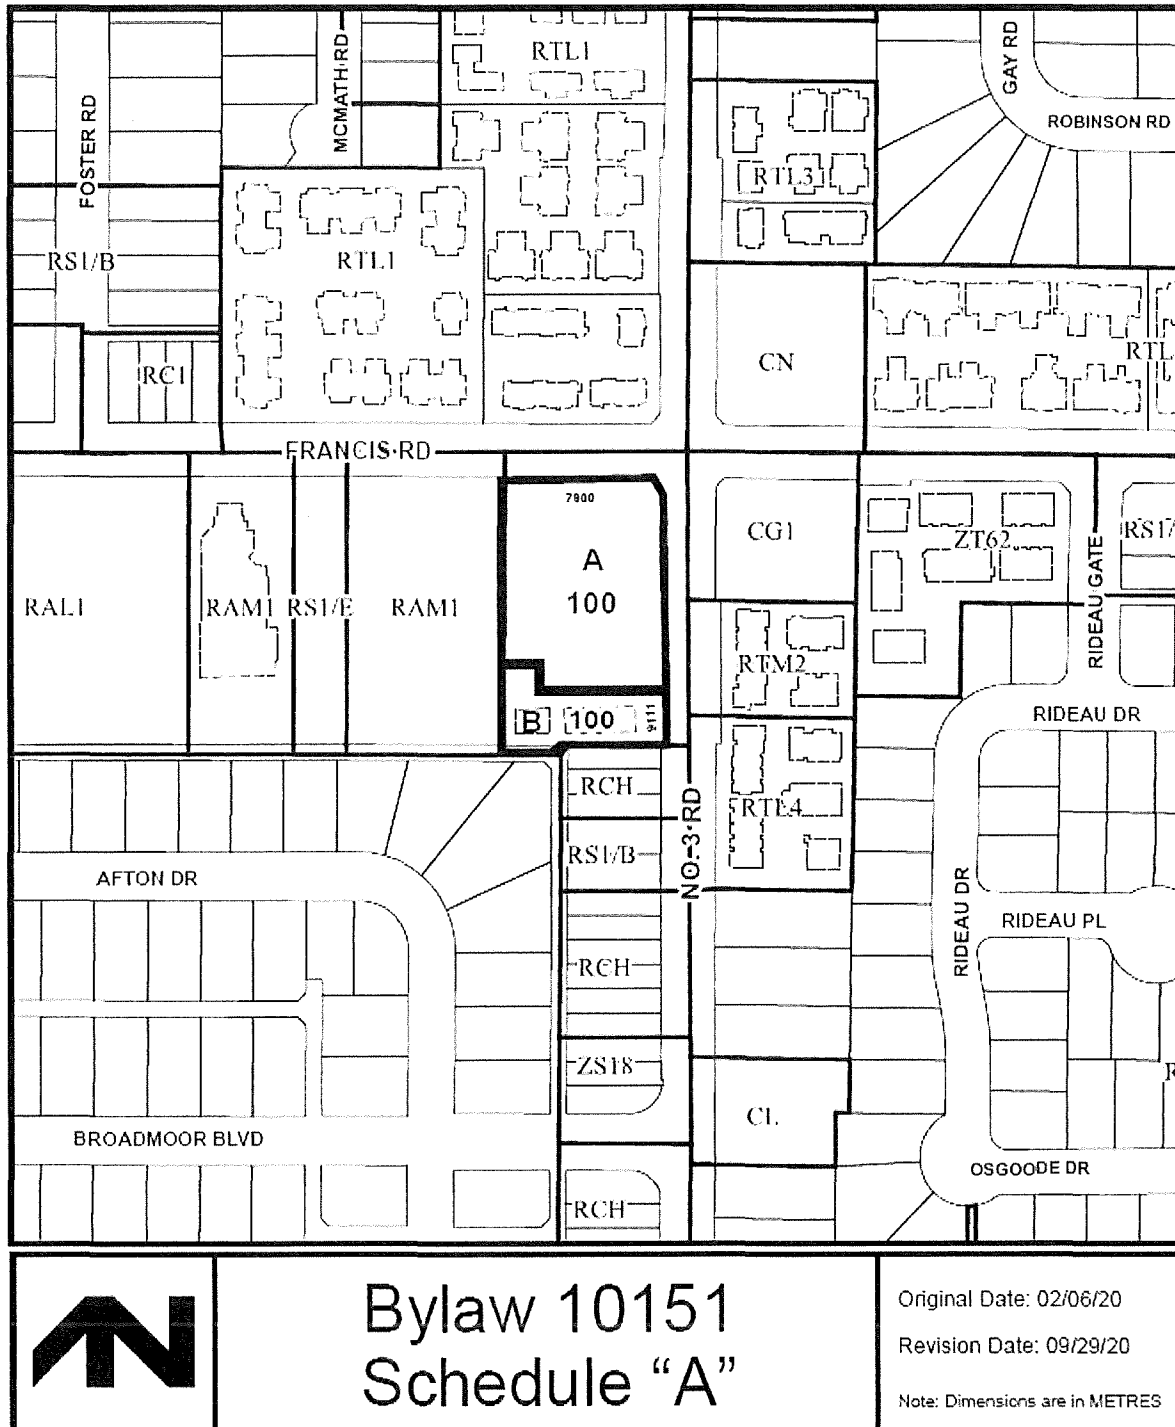 RTL1
MCMATH RD
GAY RD
FOSTER RD
ROBINSON RD
RTL3
RS1/B
RTL1
CN
RTL
RC1
FRANCIS RD
7900
A
100
CG1
ZT62
RS1/
RIDEAU GATE
RAL1
RAM1
RS1/E
RAM1
RTM2
B
100
9111
RIDEAU DR
RCH
NO. 3 RD
RTL4
RS1/B
AFTON DR
RIDEAU DR
RIDEAU PL
RCH
ZS18
CL
BROADMOOR BLVD
OSGOODE DR
RCH
Bylaw 10151
Schedule “A”
Original Date: 02/06/20
Revision Date: 09/29/20
Note: Dimensions are in METRES